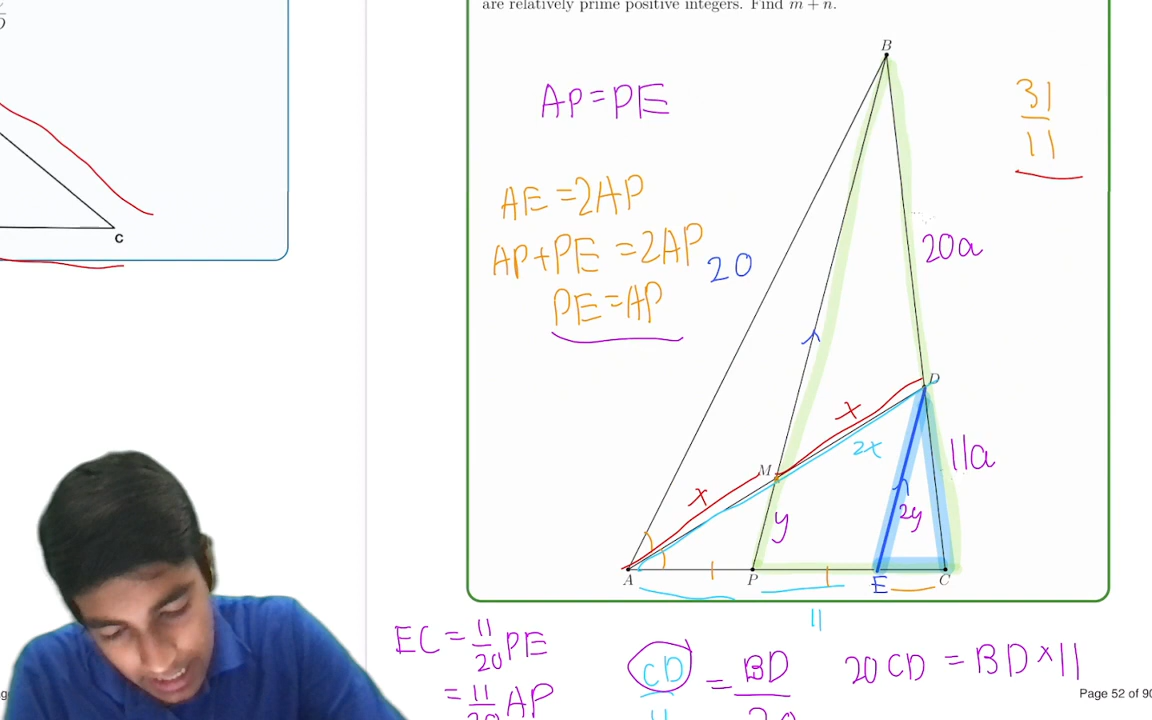 are relatively prime positive integers. Find m + n.
B
AP=PE
31
11
AE=2AP
AP+PE=2AP
20
PE=AP
20a
C
D
x
2x
11a
M
x
y
2y
A
P
E
C
11
EC=11/20 PE
=11/20 AP
CD/11 = BD/20
20CD = BD×11
Page 52 of 90